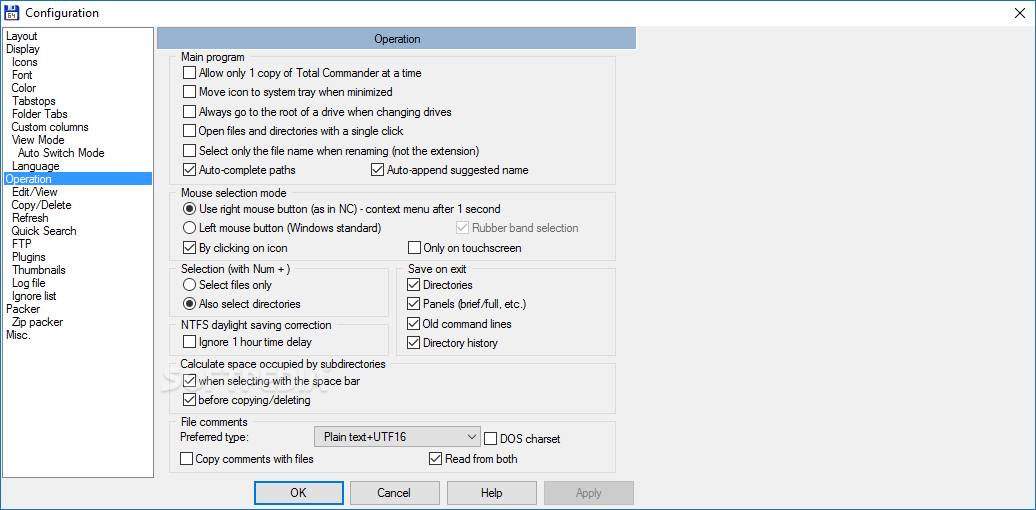 64
Configuration
Layout
Display
Icons
Font
Color
Tabstops
Folder Tabs
Custom columns
View Mode
Auto Switch Mode
Language
Operation
Edit/View
Copy/Delete
Refresh
Quick Search
FTP
Plugins
Thumbnails
Log file
Ignore list
Packer
Zip packer
Misc.
Operation
Main program
Allow only 1 copy of Total Commander at a time
Move icon to system tray when minimized
Always go to the root of a drive when changing drives
Open files and directories with a single click
Select only the file name when renaming (not the extension)
Auto-complete paths
Auto-append suggested name
Mouse selection mode
Use right mouse button (as in NC) - context menu after 1 second
Left mouse button (Windows standard)
Rubber band selection
By clicking on icon
Only on touchscreen
Selection (with Num + )
Select files only
Also select directories
Save on exit
Directories
Panels (brief/full, etc.)
Old command lines
Directory history
NTFS daylight saving correction
Ignore 1 hour time delay
Calculate space occupied by subdirectories
when selecting with the space bar
before copying/deleting
SOFTPEDIA
File comments
Preferred type:
Plain text+UTF16
DOS charset
Copy comments with files
Read from both
OK
Cancel
Help
Apply